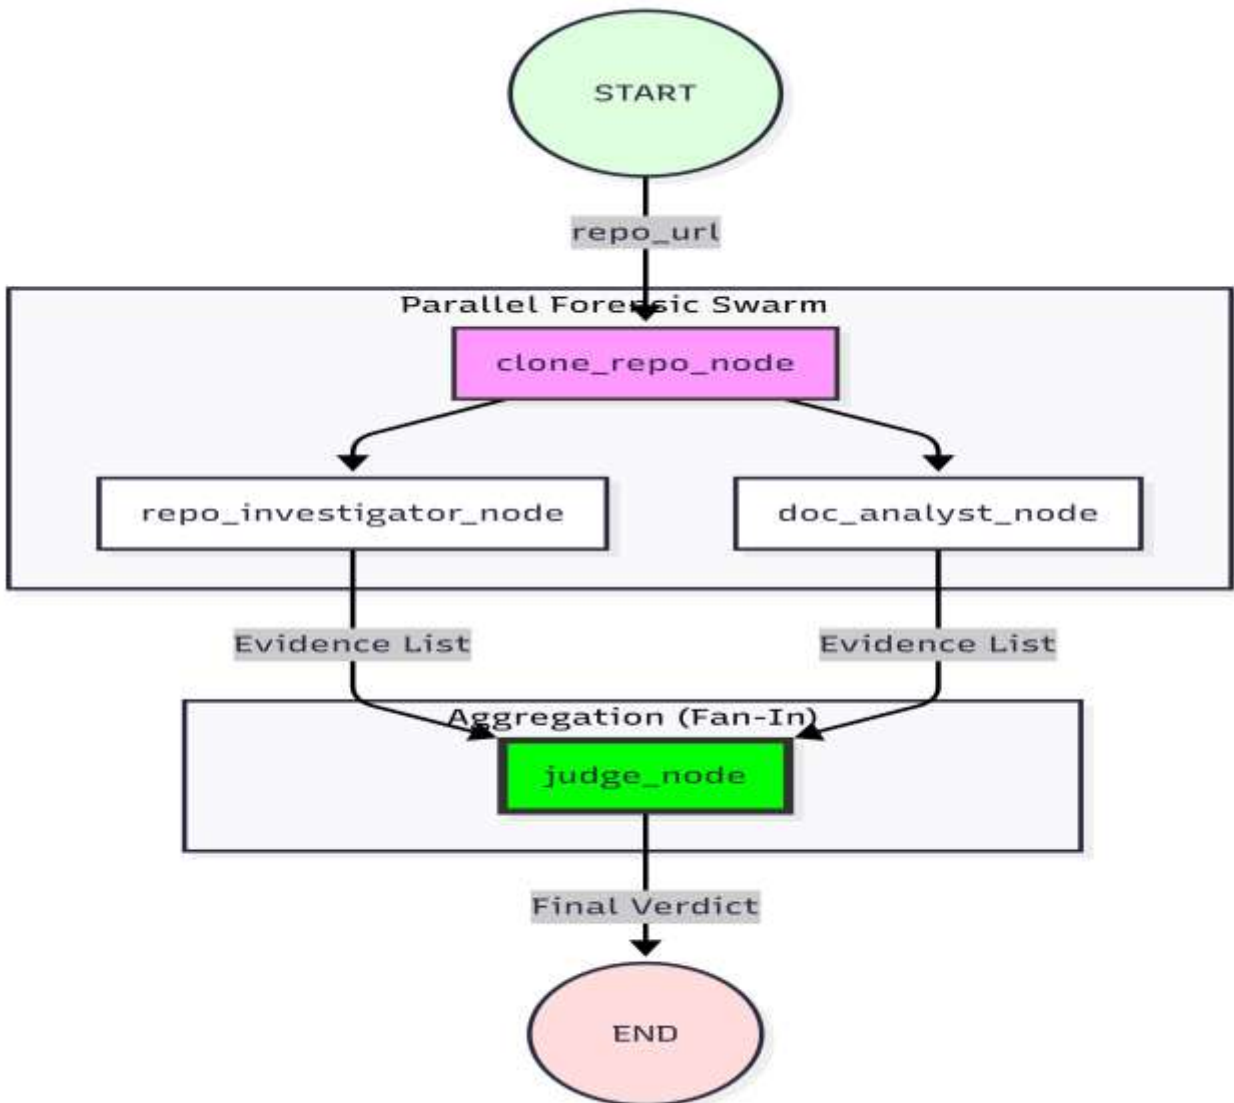 START
repo_url
Parallel Forensic Swarm
clone_repo_node
repo_investigator_node
doc_analyst_node
Evidence List
Evidence List
Aggregation (Fan-In)
judge_node
Final Verdict
END